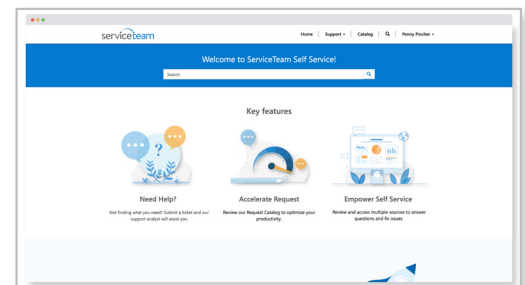 serviceteam
Home
Support
Catalog
Penny Pincher
Welcome to ServiceTeam Self Service!
Search
Key features
?
Need Help?
Not finding what you need? Submit a ticket and our
support analyst will assist you.
Accelerate Request
Review our Request Catalog to optimize your
productivity.
Empower Self Service
Review and access multiple sources to answer
questions and fix issues